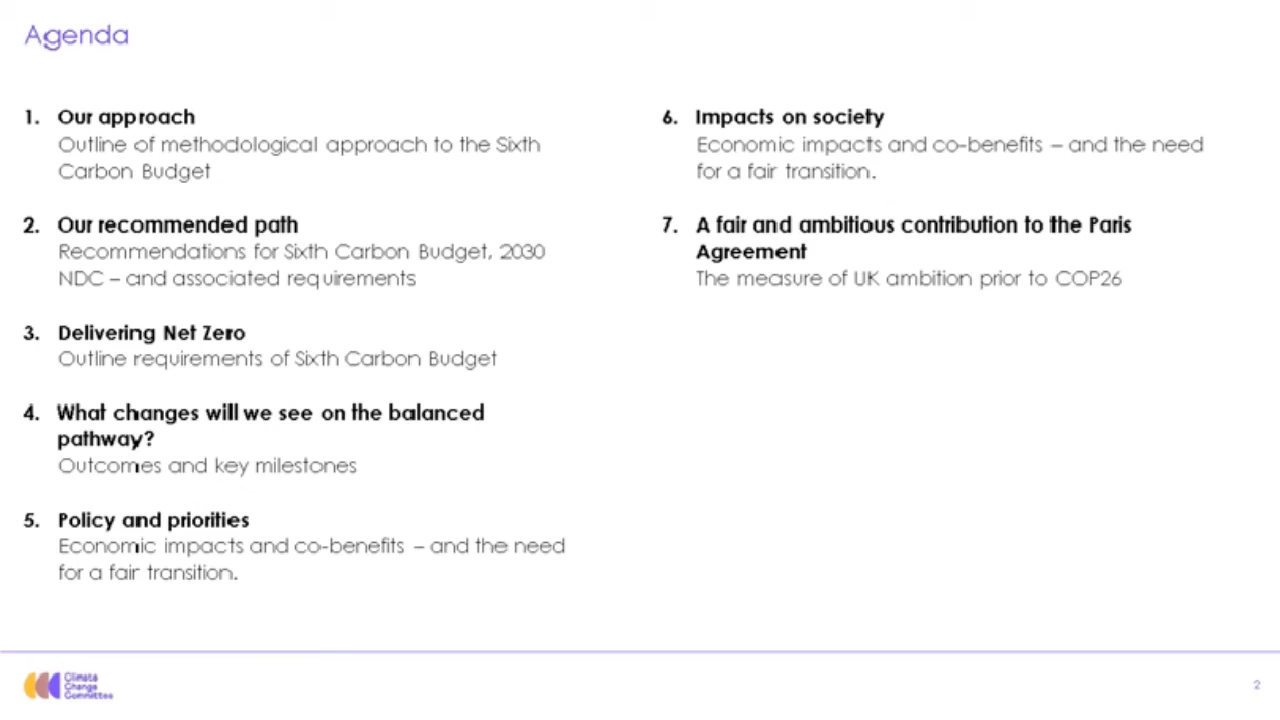 Agenda
1. Our approach
Outline of methodological approach to the Sixth
Carbon Budget
2. Our recommended path
Recommendations for Sixth Carbon Budget, 2030
NDC – and associated requirements
3. Delivering Net Zero
Outline requirements of Sixth Carbon Budget
4. What changes will we see on the balanced
pathway?
Outcomes and key milestones
5. Policy and priorities
Economic impacts and co-benefits – and the need
for a fair transition.
6. Impacts on society
Economic impacts and co-benefits – and the need
for a fair transition.
7. A fair and ambitious contribution to the Paris
Agreement
The measure of UK ambition prior to COP26
Climate
Change
Committee
2